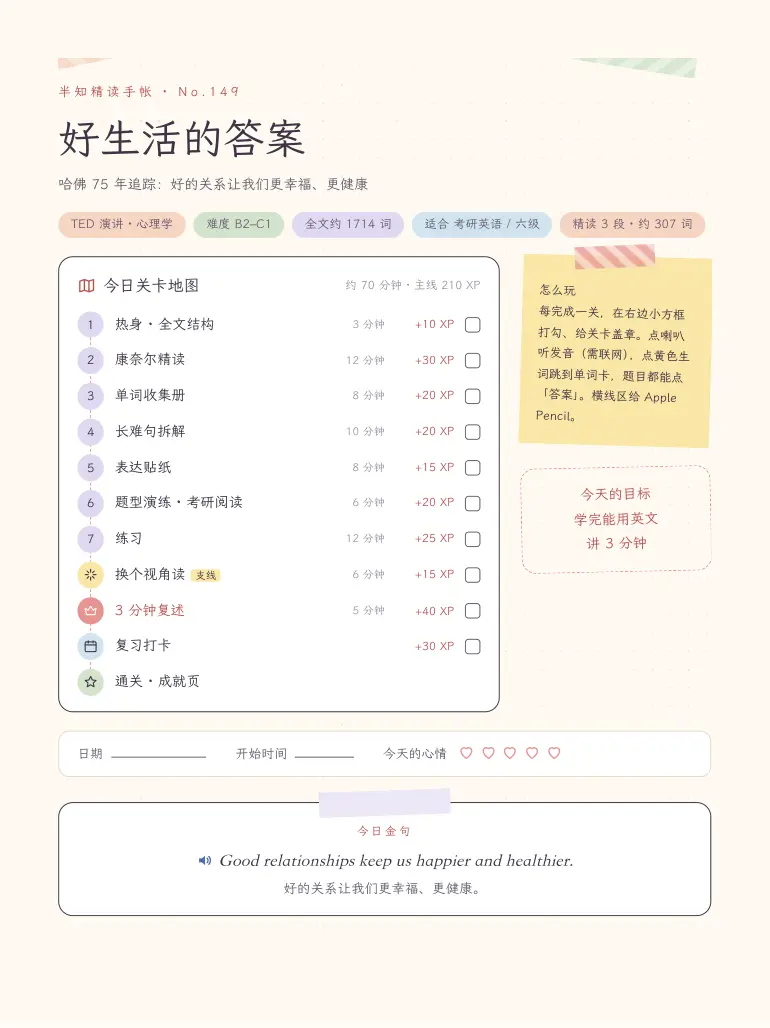 半知精读手帐 · No.149
好生活的答案
哈佛 75 年追踪：好的关系让我们更幸福、更健康
TED 演讲·心理学
难度 B2–C1
全文约 1714 词
适合 考研英语 / 六级
精读 3 段·约 307 词
今日关卡地图 约 70 分钟·主线 210 XP
1 热身·全文结构 3 分钟 +10 XP
2 康奈尔精读 12 分钟 +30 XP
3 单词收集册 8 分钟 +20 XP
4 长难句拆解 10 分钟 +20 XP
5 表达贴纸 8 分钟 +15 XP
6 题型演练·考研阅读 6 分钟 +20 XP
7 练习 12 分钟 +25 XP
换个视角读 支线 6 分钟 +15 XP
3 分钟复述 5 分钟 +40 XP
复习打卡 +30 XP
通关·成就页
怎么玩
每完成一关，在右边小方框
打勾、给关卡盖章。点喇叭
听发音（需联网），点黄色生
词跳到单词卡，题目都能点
「答案」。横线区给 Apple
Pencil。
今天的目标
学完能用英文
讲 3 分钟
日期 开始时间 今天的心情
今日金句
Good relationships keep us happier and healthier.
好的关系让我们更幸福、更健康。